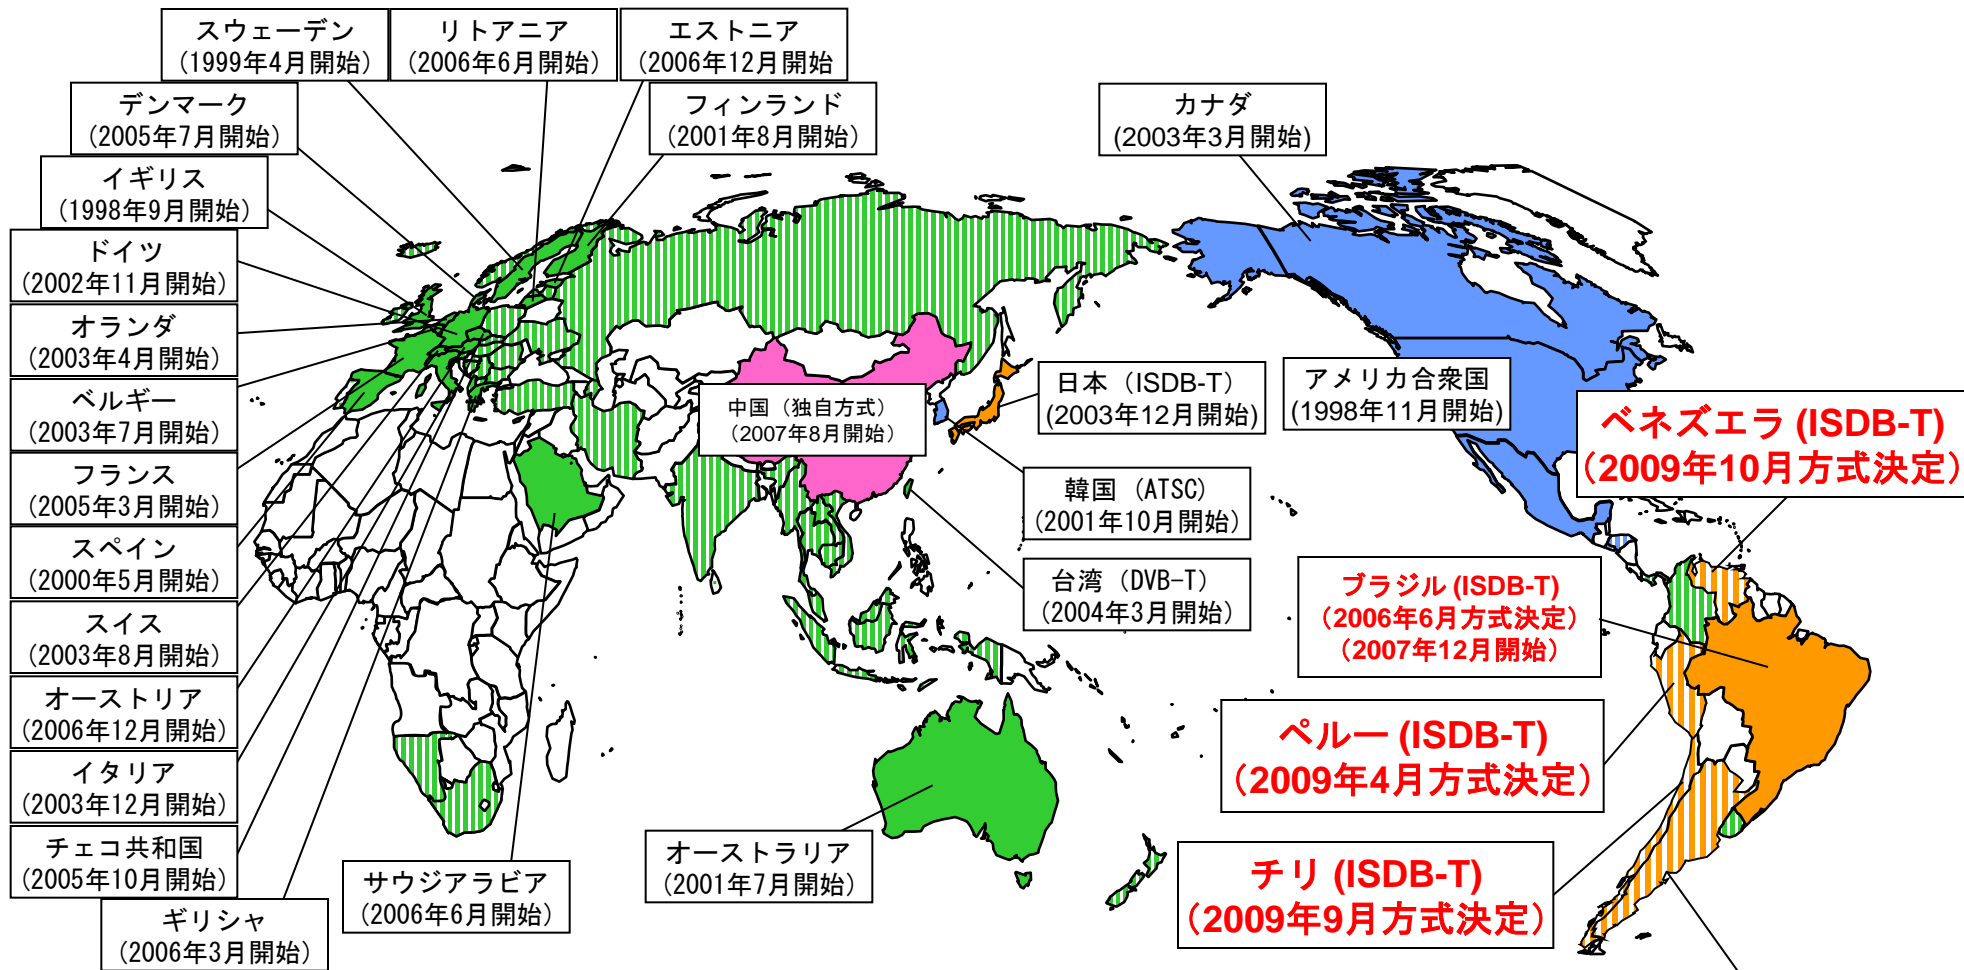 スウェーデン
（1999年4月開始）
リトアニア
（2006年6月開始）
エストニア
（2006年12月開始
デンマーク
（2005年7月開始）
フィンランド
（2001年8月開始）
カナダ
(2003年3月開始)
イギリス
（1998年9月開始）
ドイツ
（2002年11月開始）
オランダ
（2003年4月開始）
ベルギー
（2003年7月開始）
フランス
（2005年3月開始）
スペイン
（2000年5月開始）
スイス
（2003年8月開始）
オーストリア
（2006年12月開始）
イタリア
（2003年12月開始）
チェコ共和国
（2005年10月開始）
ギリシャ
（2006年3月開始）
サウジアラビア
（2006年6月開始）
中国（独自方式）
（2007年8月開始）
日本（ISDB-T）
(2003年12月開始)
韓国（ATSC）
（2001年10月開始）
台湾（DVB-T）
（2004年3月開始）
オーストラリア
（2001年7月開始）
アメリカ合衆国
(1998年11月開始)
ベネズエラ (ISDB-T)
（2009年10月方式決定）
ブラジル (ISDB-T)
（2006年6月方式決定）
（2007年12月開始）
ペルー (ISDB-T)
（2009年4月方式決定）
チリ (ISDB-T)
（2009年9月方式決定）